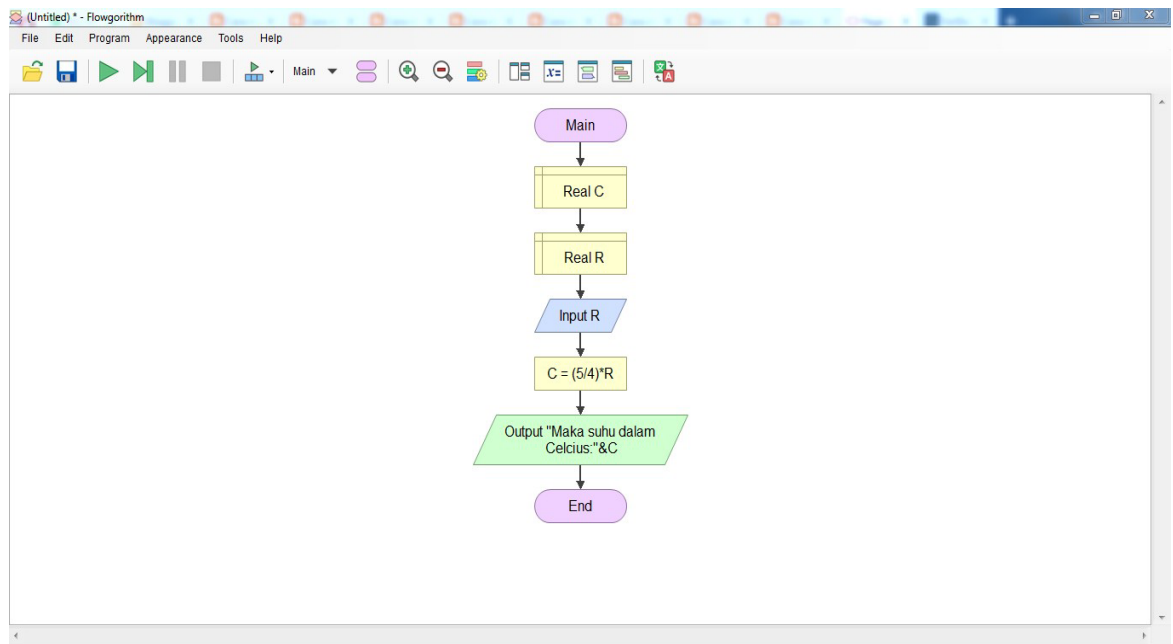 (Untitled) * - Flowgorithm
File Edit Program Appearance Tools Help
Main
x=
Main
Real C
Real R
Input R
C = (5/4)*R
Output "Maka suhu dalam
Celcius:"&C
End